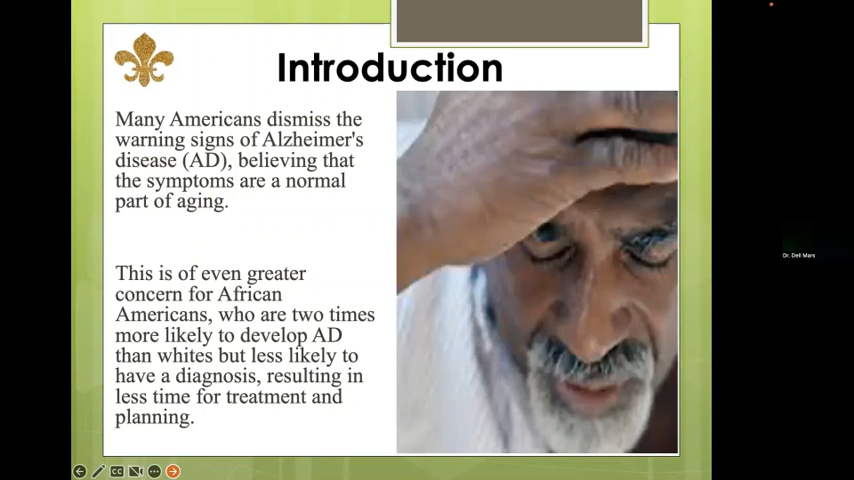 Introduction
Many Americans dismiss the
warning signs of Alzheimer's
disease (AD), believing that
the symptoms are a normal
part of aging.
This is of even greater
concern for African
Americans, who are two times
more likely to develop AD
than whites but less likely to
have a diagnosis, resulting in
less time for treatment and
planning.
Dr. Dell Mars
CC